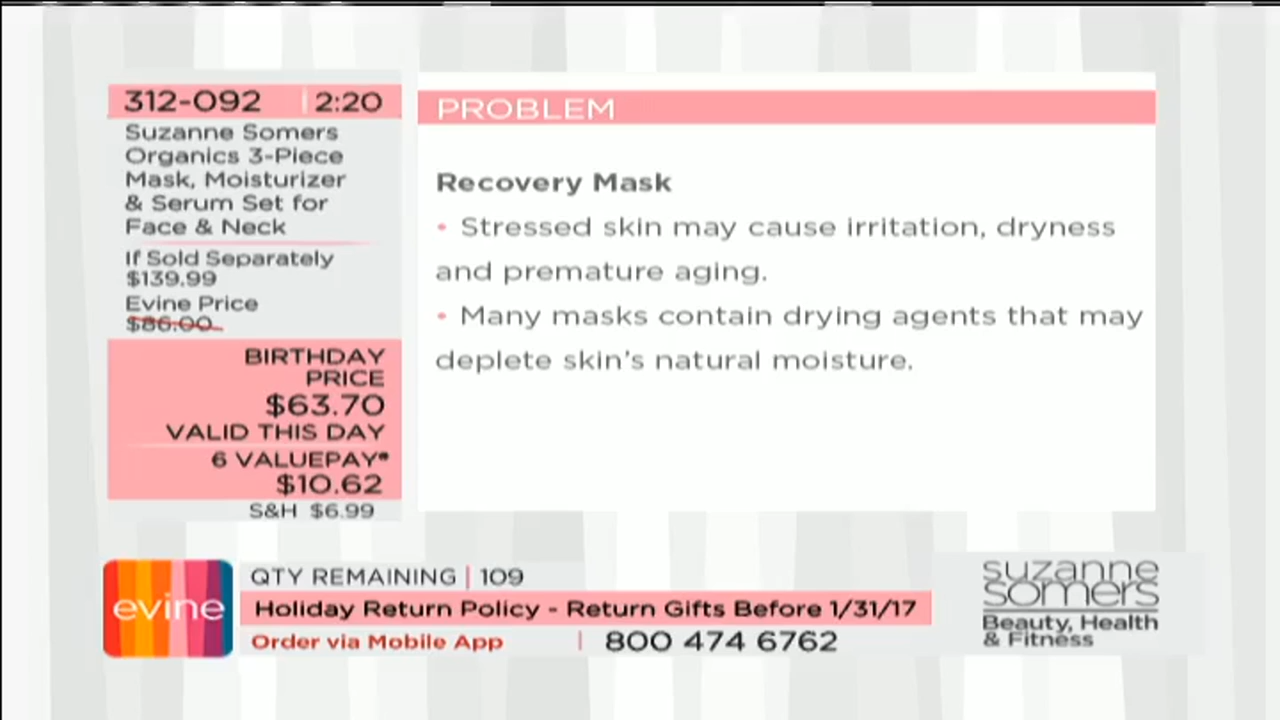 312-092 2:20
Suzanne Somers
Organics 3-Piece
Mask, Moisturizer
& Serum Set for
Face & Neck
If Sold Separately
$139.99
Evine Price
$86.00
BIRTHDAY
PRICE
$63.70
VALID THIS DAY
6 VALUEPAY®
$10.62
S&H $6.99
PROBLEM
Recovery Mask
• Stressed skin may cause irritation, dryness
and premature aging.
• Many masks contain drying agents that may
deplete skin's natural moisture.
evine
QTY REMAINING | 109
Holiday Return Policy - Return Gifts Before 1/31/17
Order via Mobile App | 800 474 6762
suzanne
somers
Beauty, Health
& Fitness